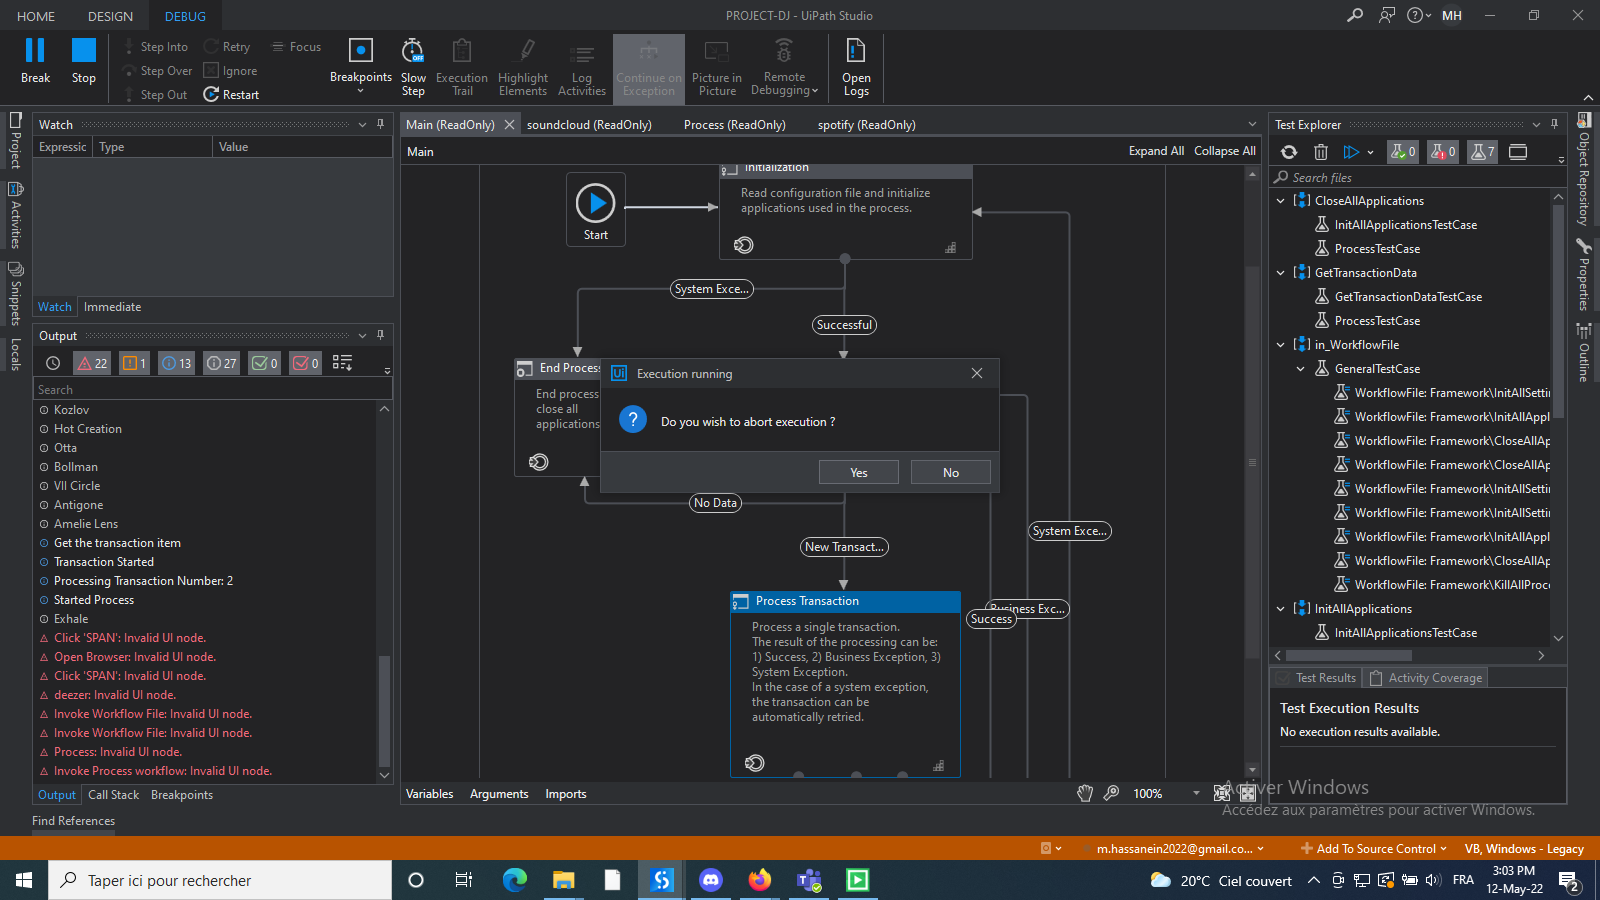 HOME DESIGN DEBUG
PROJECT-DJ - UiPath Studio
MH
Break
Stop
Step Into
Step Over
Step Out
Retry
Ignore
Restart
Focus
Breakpoints
Slow
Step
OFF
Execution
Trail
Highlight
Elements
Log
Activities
Continue on
Exception
Picture in
Picture
Remote
Debugging
Open
Logs
Project
Activities
Snippets
Locals
Watch
Expressic Type Value
Watch Immediate
Output
22 1 13 27 0 0
Search
Kozlov
Hot Creation
Otta
Bollman
VII Circle
Antigone
Amelie Lens
Get the transaction item
Transaction Started
Processing Transaction Number: 2
Started Process
Exhale
Click 'SPAN': Invalid UI node.
Open Browser: Invalid UI node.
Click 'SPAN': Invalid UI node.
deezer: Invalid UI node.
Invoke Workflow File: Invalid UI node.
Invoke Workflow File: Invalid UI node.
Process: Invalid UI node.
Invoke Process workflow: Invalid UI node.
Output Call Stack Breakpoints
Find References
Main (ReadOnly) soundcloud (ReadOnly) Process (ReadOnly) spotify (ReadOnly)
Main
Expand All Collapse All
Start
Initialization
Read configuration file and initialize
applications used in the process.
System Exce...
Successful
End Process
End process
close all
applications
Ui Execution running
Do you wish to abort execution ?
Yes No
No Data
New Transact...
System Exce...
Business Exc...
Success
Process Transaction
Process a single transaction.
The result of the processing can be:
1) Success, 2) Business Exception, 3)
System Exception.
In the case of a system exception,
the transaction can be
automatically retried.
Variables Arguments Imports
100%
Test Explorer
0 0 7
Search files
CloseAllApplications
InitAllApplicationsTestCase
ProcessTestCase
GetTransactionData
GetTransactionDataTestCase
ProcessTestCase
in_WorkflowFile
GeneralTestCase
WorkflowFile: Framework\InitAllSettin
WorkflowFile: Framework\InitAllAppl
WorkflowFile: Framework\CloseAllAp
WorkflowFile: Framework\CloseAllAp
WorkflowFile: Framework\InitAllSettin
WorkflowFile: Framework\InitAllSettin
WorkflowFile: Framework\InitAllAppl
WorkflowFile: Framework\CloseAllAp
WorkflowFile: Framework\KillAllProce
InitAllApplications
InitAllApplicationsTestCase
Test Results Activity Coverage
Test Execution Results
No execution results available.
Object Repository
Properties
Outline
Activer Windows
Accédez aux paramètres pour activer Windows.
m.hassanein2022@gmail.co...
Add To Source Control
VB, Windows - Legacy
Taper ici pour rechercher
20°C Ciel couvert
FRA
3:03 PM
12-May-22
2